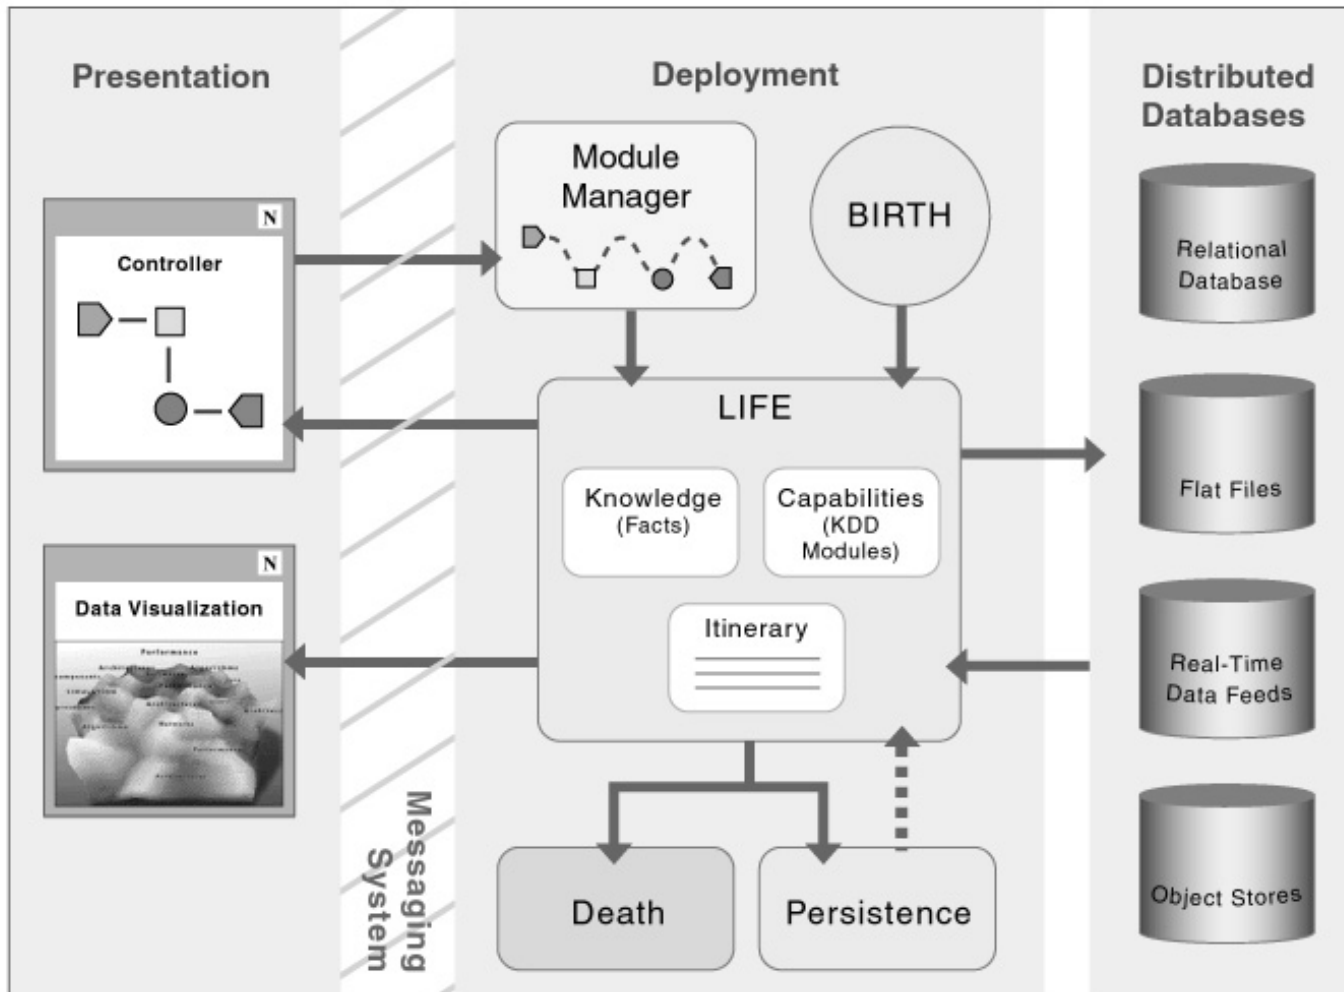 Presentation
N
Controller
N
Data Visualization
Performance
Messaging
System
Deployment
Module
Manager
BIRTH
LIFE
Knowledge
(Facts)
Capabilities
(KDD
Modules)
Itinerary
Death
Persistence
Distributed
Databases
Relational
Database
Flat Files
Real-Time
Data Feeds
Object Stores